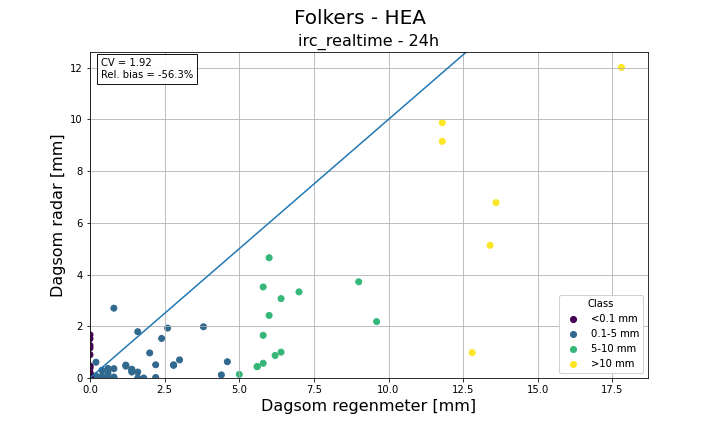 Folkers - HEA
irc_realtime - 24h
CV = 1.92
Rel. bias = -56.3%
Dagsom radar [mm]
12
10
8
6
4
2
0
0.0 2.5 5.0 7.5 10.0 12.5 15.0 17.5
Dagsom regenmeter [mm]
Class
<0.1 mm
0.1-5 mm
5-10 mm
>10 mm